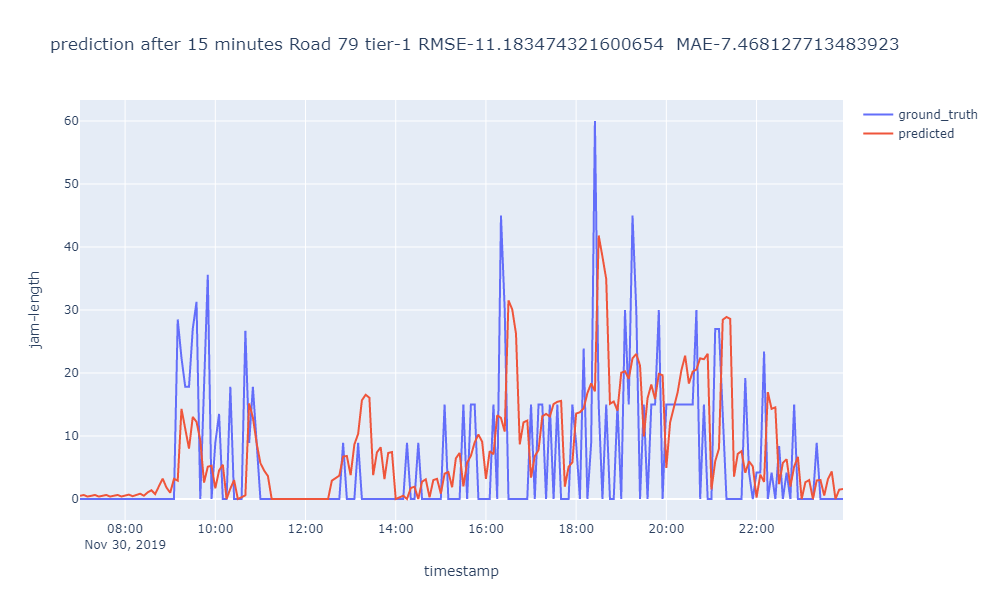 prediction after 15 minutes Road 79 tier-1 RMSE-11.183474321600654  MAE-7.468127713483923
ground_truth
predicted
60
50
40
30
20
10
0
jam-length
08:00 10:00 12:00 14:00 16:00 18:00 20:00 22:00
Nov 30, 2019
timestamp